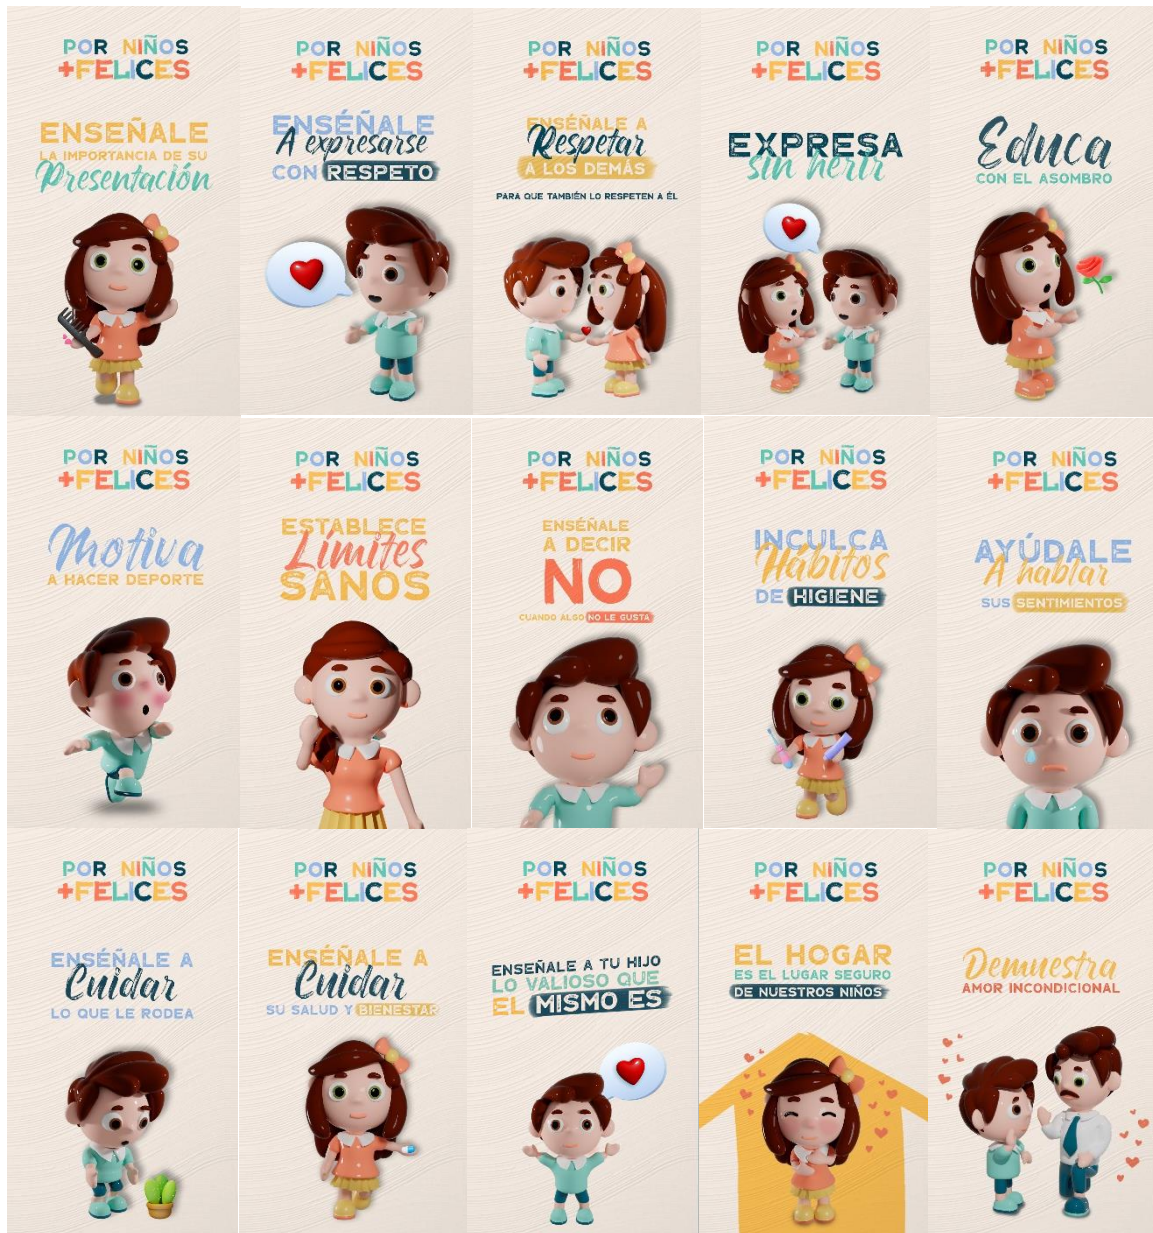 POR NIÑOS
+FELICES
ENSEÑALE
LA IMPORTANCIA DE SU
Presentación
POR NIÑOS
+FELICES
ENSÉÑALE
A expresarse
CON RESPETO
POR NIÑOS
+FELICES
ENSÉÑALE A
Respetar
A LOS DEMÁS
PARA QUE TAMBIÉN LO RESPETEN A ÉL
POR NIÑOS
+FELICES
EXPRESA
sin herir
POR NIÑOS
+FELICES
Educa
CON EL ASOMBRO
POR NIÑOS
+FELICES
Motiva
A HACER DEPORTE
POR NIÑOS
+FELICES
ESTABLECE
Límites
SANOS
POR NIÑOS
+FELICES
ENSÉÑALE
A DECIR
NO
CUANDO ALGO NO LE GUSTA
POR NIÑOS
+FELICES
INCULCA
Hábitos
DE HIGIENE
POR NIÑOS
+FELICES
AYÚDALE
A hablar
SUS SENTIMIENTOS
POR NIÑOS
+FELICES
ENSÉÑALE A
Cuidar
LO QUE LE RODEA
POR NIÑOS
+FELICES
ENSÉÑALE A
Cuidar
SU SALUD Y BIENESTAR
POR NIÑOS
+FELICES
ENSEÑALE A TU HIJO
LO VALIOSO QUE
EL MISMO ES
POR NIÑOS
+FELICES
EL HOGAR
ES EL LUGAR SEGURO
DE NUESTROS NIÑOS
POR NIÑOS
+FELICES
Demuestra
AMOR INCONDICIONAL